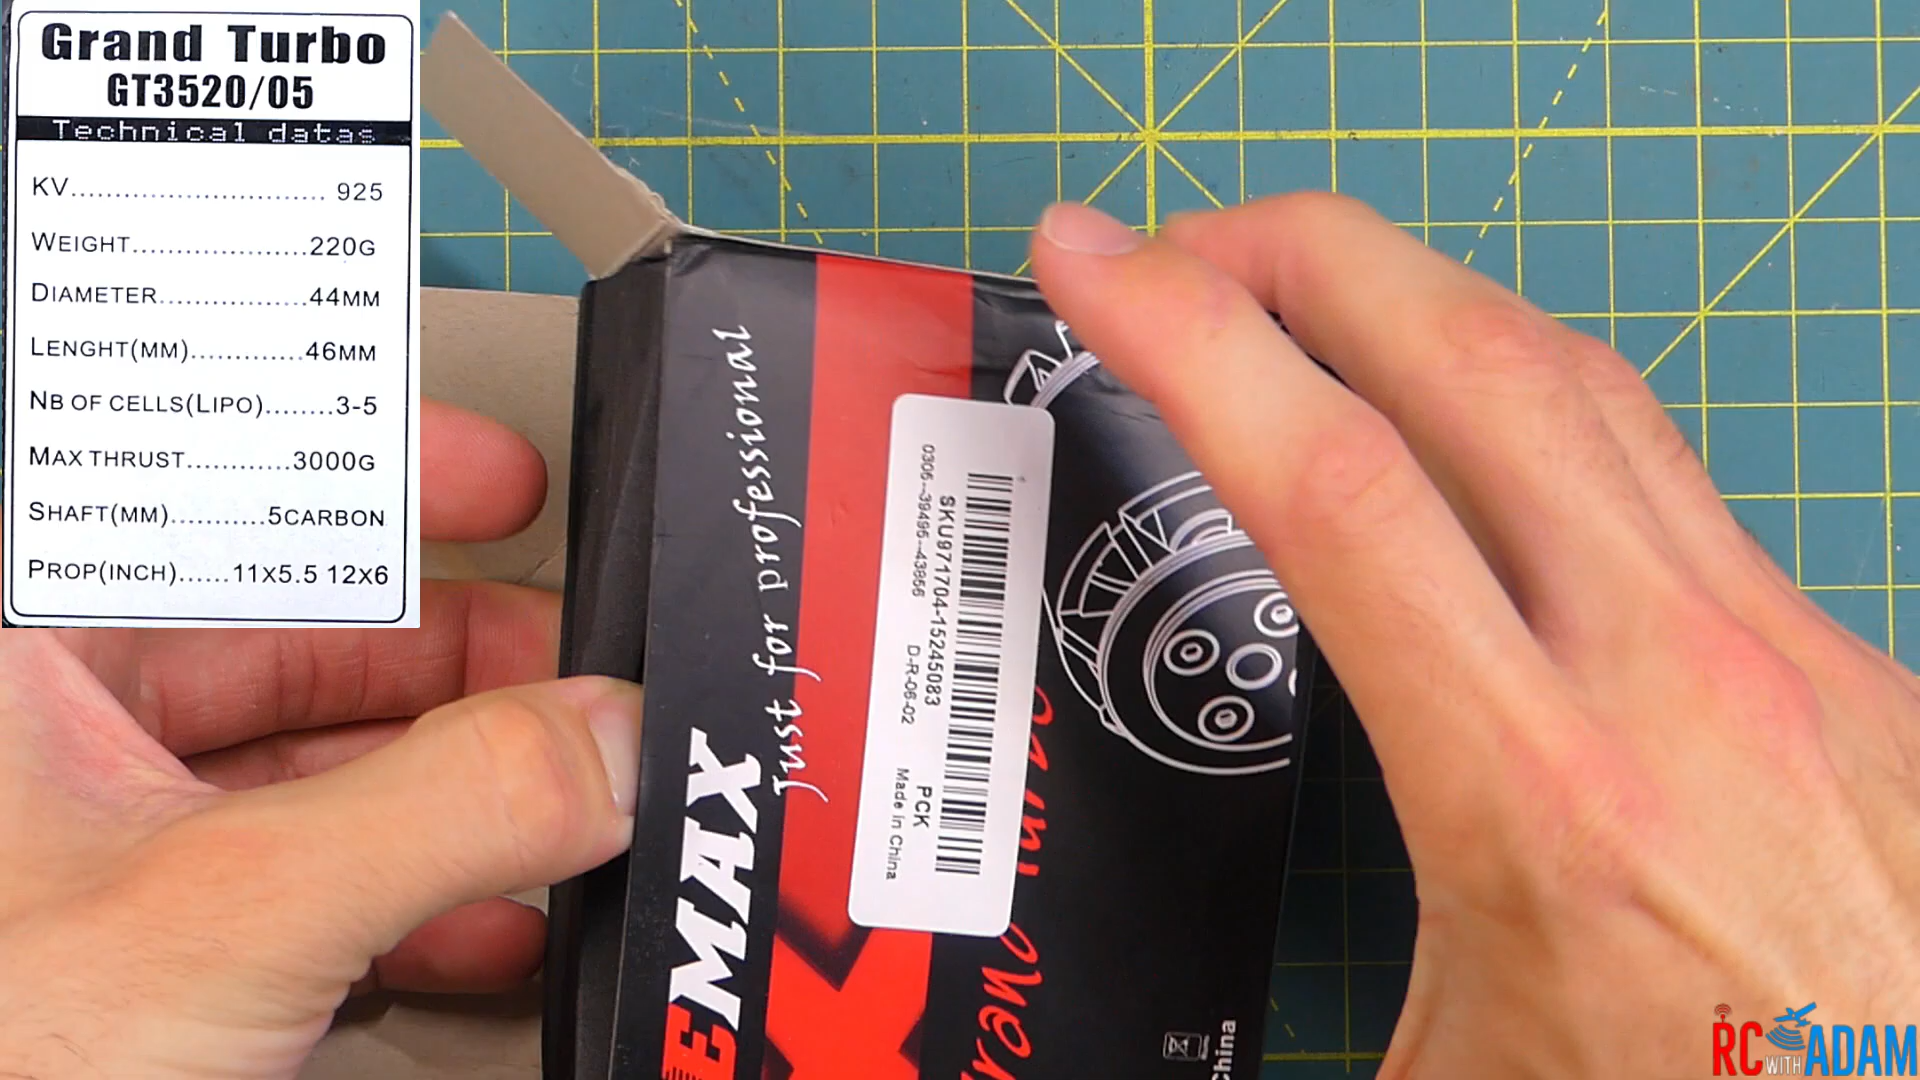 Grand Turbo
GT3520/05
Technical datas
KV............................. 925
WEIGHT....................220G
DIAMETER.................44MM
LENGHT(MM).............46MM
NB OF CELLS(LIPO)........3-5
MAX THRUST............3000G
SHAFT(MM)...........5CARBON
PROP(INCH)......11X5.5 12X6
Just for professional
EMAX
SKU971704-15245083
0306--39496--43856
D-R-06-02
PCK
Made in China
China
RC WITH ADAM